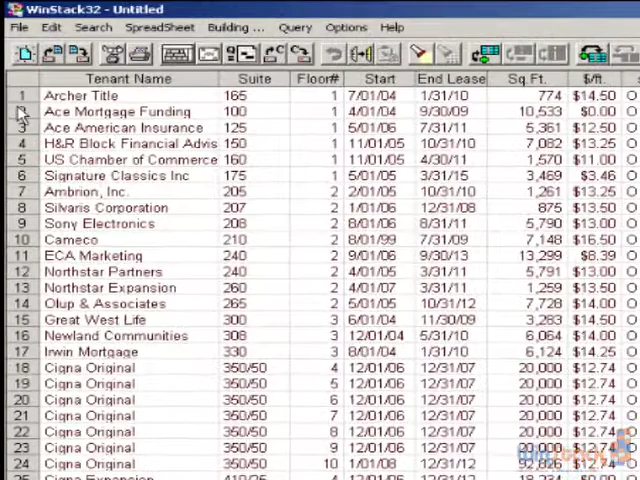 WinStack32 - Untitled
File Edit Search SpreadSheet Building ... Query Options Help
Tenant Name Suite Floor# Start End Lease Sq.Ft. $/ft.
1 Archer Title 165 1 7/01/04 1/31/10 774 $14.50 O
2 Ace Mortgage Funding 100 1 4/01/04 9/30/09 10,533 $0.00 O
3 Ace American Insurance 125 1 5/01/06 7/31/11 5,361 $12.50 O
4 H&R Block Financial Advis 150 1 11/01/05 10/31/10 7,082 $13.25 O
5 US Chamber of Commerce 160 1 11/01/05 4/30/11 1,570 $11.00 O
6 Signature Classics Inc 175 1 5/01/05 3/31/15 3,469 $3.46 O
7 Ambrion, Inc. 205 2 2/01/05 10/31/10 1,261 $13.25 O
8 Silvaris Corporation 207 2 1/01/06 12/31/08 875 $13.50 O
9 Sony Electronics 208 2 8/01/06 8/31/11 5,790 $13.00 O
10 Cameco 210 2 8/01/99 7/31/09 7,148 $16.50 O
11 ECA Marketing 240 2 9/01/06 9/30/13 13,299 $8.39 O
12 Northstar Partners 240 2 4/01/05 3/31/11 5,791 $13.00 O
13 Northstar Expansion 260 2 4/01/07 3/31/11 1,259 $13.50 O
14 Olup & Associates 265 2 5/01/05 10/31/12 7,728 $14.00 O
15 Great West Life 300 3 6/01/04 11/30/09 3,283 $14.50 O
16 Newland Communities 308 3 12/01/04 5/31/10 6,064 $14.00 O
17 Irwin Mortgage 330 3 8/01/04 1/31/10 6,124 $14.25 O
18 Cigna Original 350/50 4 12/01/06 12/31/07 20,000 $12.74 O
19 Cigna Original 350/50 5 12/01/06 12/31/07 20,000 $12.74 O
20 Cigna Original 350/50 6 12/01/06 12/31/07 20,000 $12.74 O
21 Cigna Original 350/50 7 12/01/06 12/31/07 20,000 $12.74 O
22 Cigna Original 350/50 8 12/01/06 12/31/07 20,000 $12.74 O
23 Cigna Original 350/50 9 12/01/06 12/31/07 20,000
24 Cigna Original 350/50 10 1/01/08 12/31/12 92,826 $12.74 O
Cigna Expansion